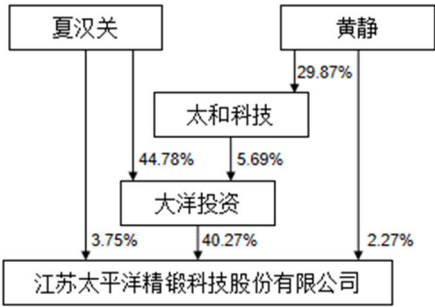 夏汉关
黄静
29.87%
太和科技
44.78%
5.69%
大洋投资
3.75%
40.27%
2.27%
江苏太平洋精锻科技股份有限公司